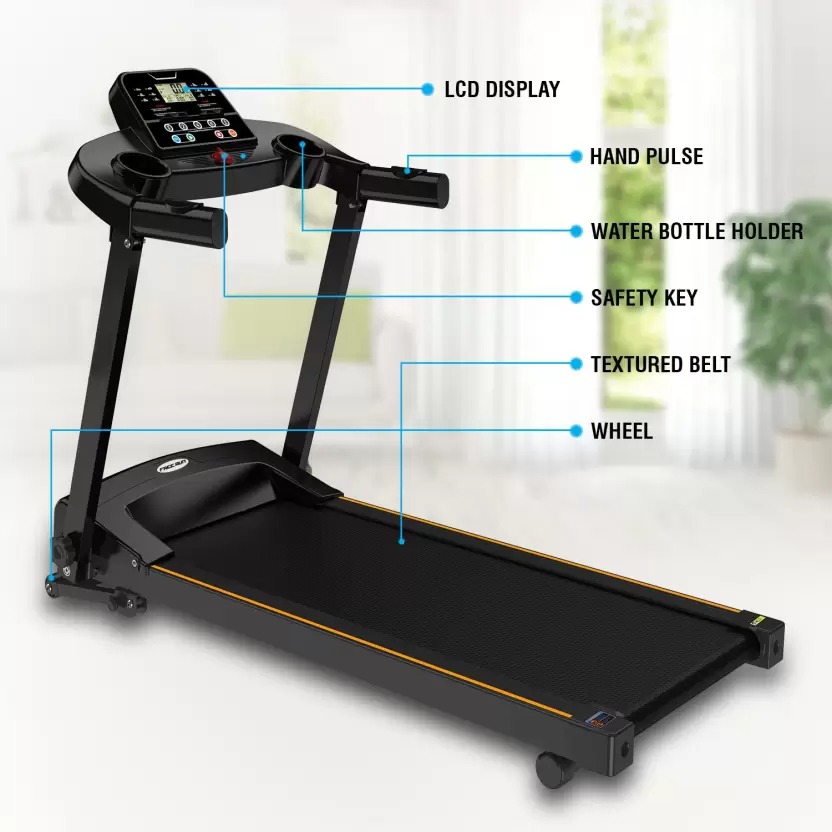 LCD DISPLAY
HAND PULSE
WATER BOTTLE HOLDER
SAFETY KEY
TEXTURED BELT
WHEEL